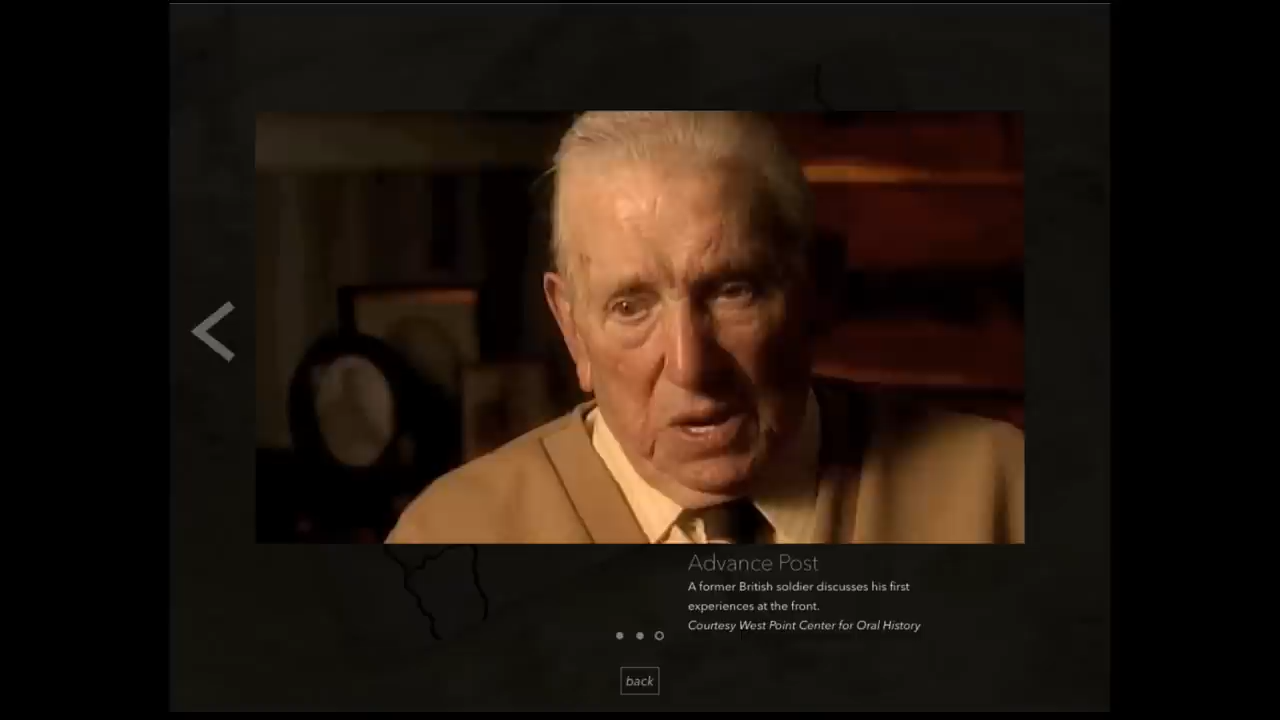 Advance Post
A former British soldier discusses his first
experiences at the front.
Courtesy West Point Center for Oral History
back